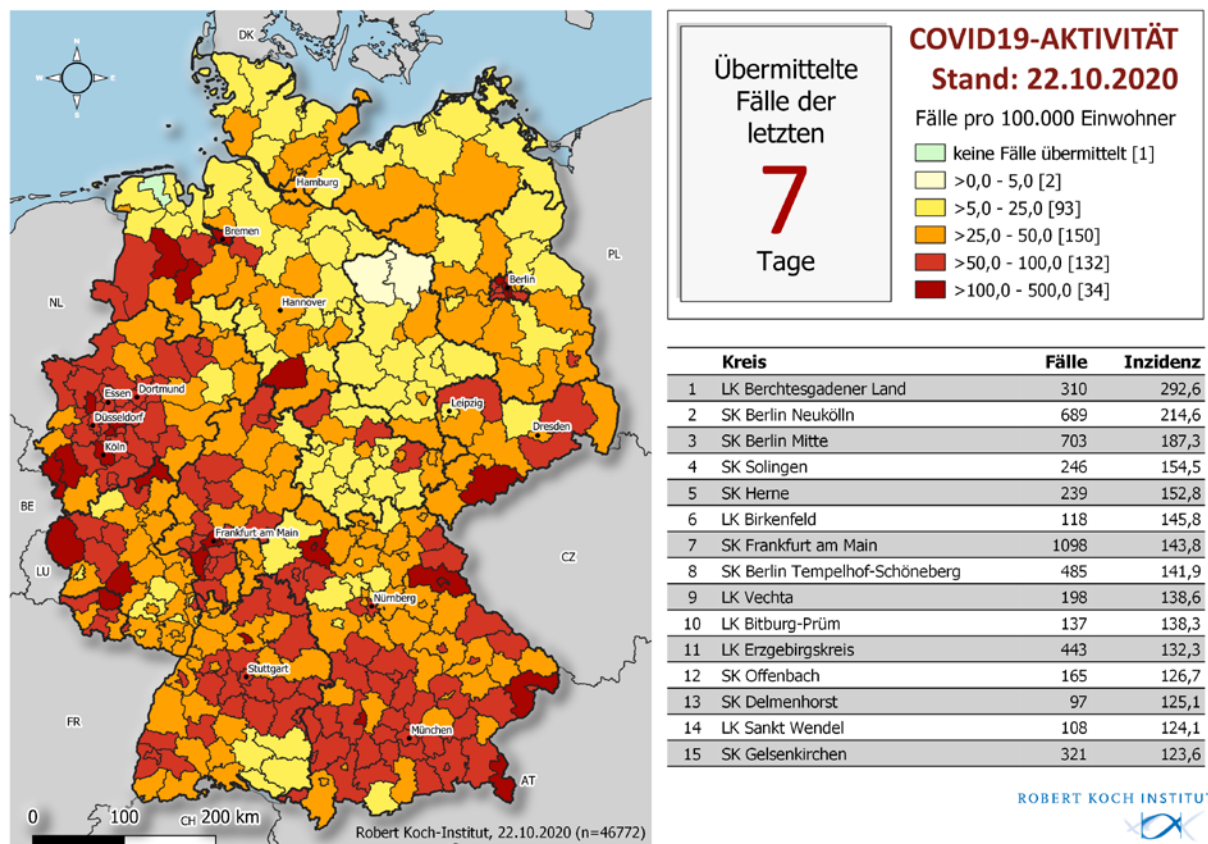 DK
N
W
E
S
Hamburg
Bremen
PL
Berlin
NL
Hannover
Essen
Dortmund
Düsseldorf
Leipzig
Köln
Dresden
BE
Frankfurt am Main
CZ
LU
Nürnberg
Stuttgart
FR
München
AT
0 100 200 km
CH
Robert Koch-Institut, 22.10.2020 (n=46772)
Übermittelte
Fälle der
letzten
7
Tage
COVID19-AKTIVITÄT
Stand: 22.10.2020
Fälle pro 100.000 Einwohner
keine Fälle übermittelt [1]
>0,0 - 5,0 [2]
>5,0 - 25,0 [93]
>25,0 - 50,0 [150]
>50,0 - 100,0 [132]
>100,0 - 500,0 [34]
Kreis Fälle Inzidenz
1 LK Berchtesgadener Land 310 292,6
2 SK Berlin Neukölln 689 214,6
3 SK Berlin Mitte 703 187,3
4 SK Solingen 246 154,5
5 SK Herne 239 152,8
6 LK Birkenfeld 118 145,8
7 SK Frankfurt am Main 1098 143,8
8 SK Berlin Tempelhof-Schöneberg 485 141,9
9 LK Vechta 198 138,6
10 LK Bitburg-Prüm 137 138,3
11 LK Erzgebirgskreis 443 132,3
12 SK Offenbach 165 126,7
13 SK Delmenhorst 97 125,1
14 LK Sankt Wendel 108 124,1
15 SK Gelsenkirchen 321 123,6
ROBERT KOCH INSTITUT